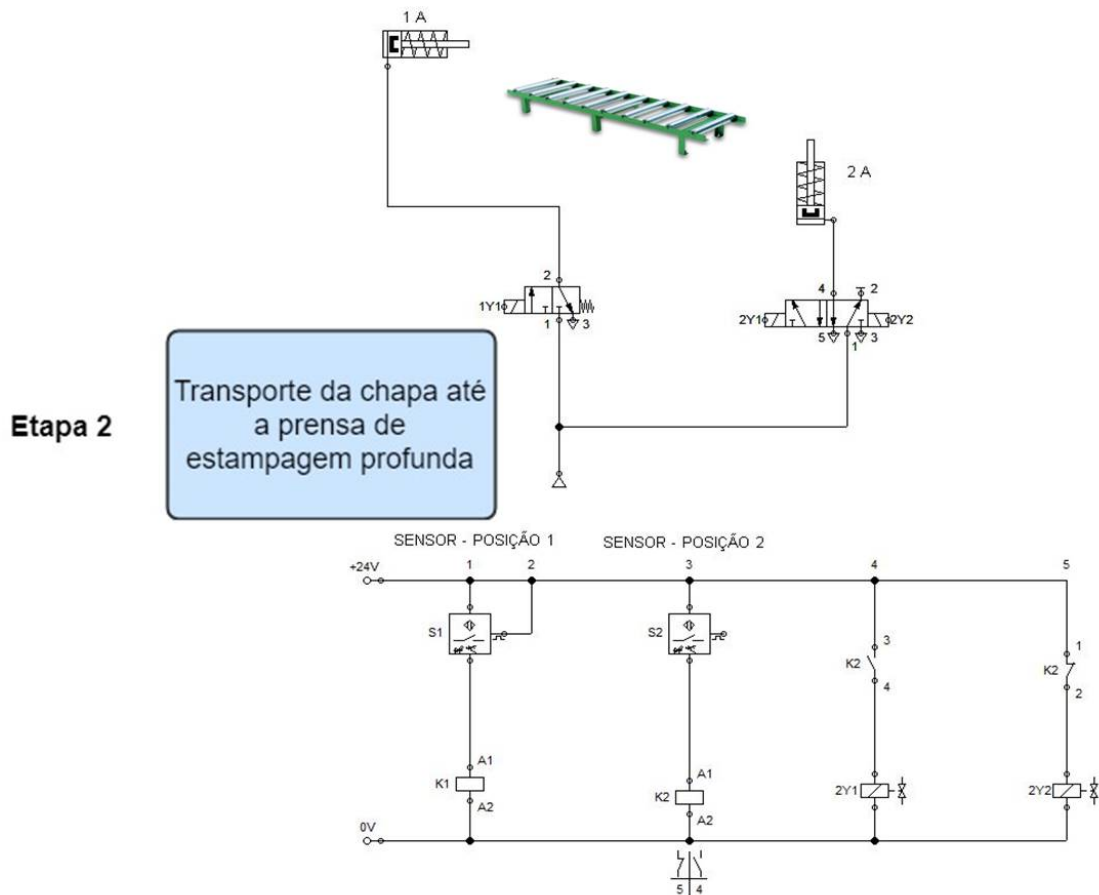 1 A
2 A
2
1Y1
1
3
4
2
2Y1
2Y2
5
1
3
Etapa 2
Transporte da chapa até
a prensa de
estampagem profunda
SENSOR - POSIÇÃO 1
SENSOR - POSIÇÃO 2
+24V
1
2
3
4
5
S1
S2
K2
3
4
K2
1
2
K1
A1
A2
K2
A1
A2
2Y1
2Y2
0V
5
4